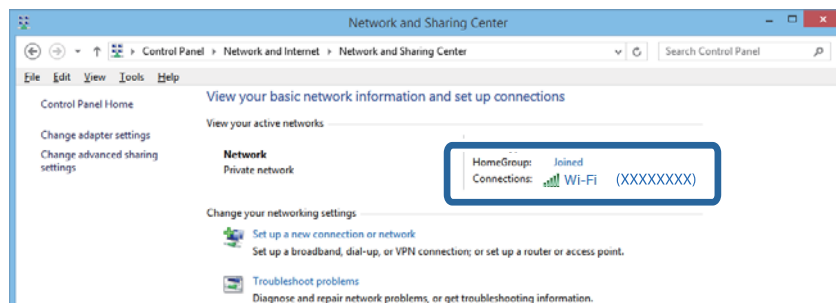 Network and Sharing Center
Control Panel Network and Internet Network and Sharing Center Search Control Panel
File Edit View Tools Help
Control Panel Home
Change adapter settings
Change advanced sharing
settings
View your basic network information and set up connections
View your active networks
Network
Private network
HomeGroup: Joined
Connections: Wi-Fi (XXXXXXXX)
Change your networking settings
Set up a new connection or network
Set up a broadband, dial-up, or VPN connection; or set up a router or access point.
Troubleshoot problems
Diagnose and repair network problems, or get troubleshooting information.